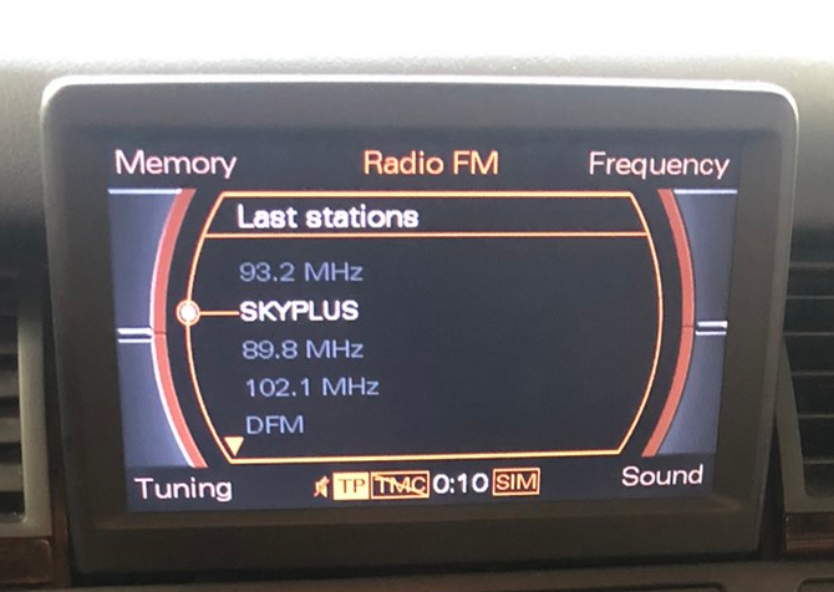 Memory Radio FM Frequency
Last stations
93.2 MHz
SKYPLUS
89.8 MHz
102.1 MHz
DFM
Tuning TP TMC 0:10 SIM Sound